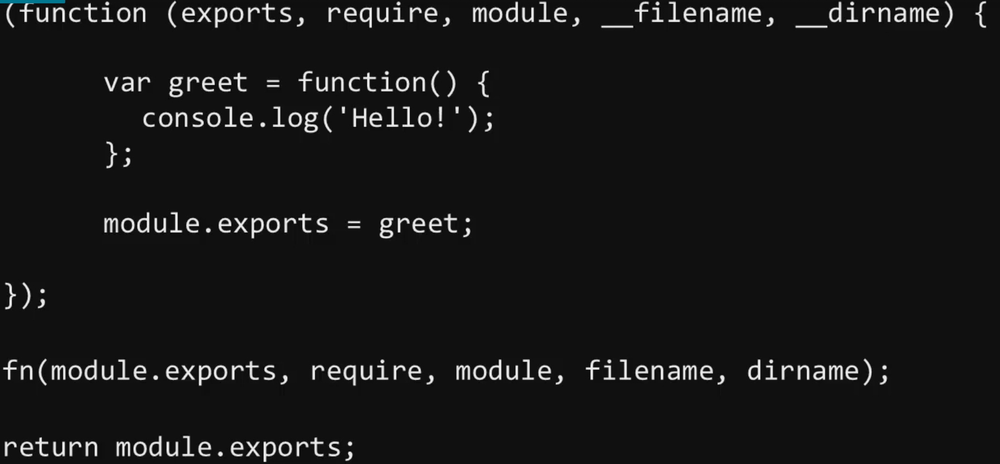 (function (exports, require, module, __filename, __dirname) {
var greet = function() {
console.log('Hello!');
};
module.exports = greet;
});
fn(module.exports, require, module, filename, dirname);
return module.exports;